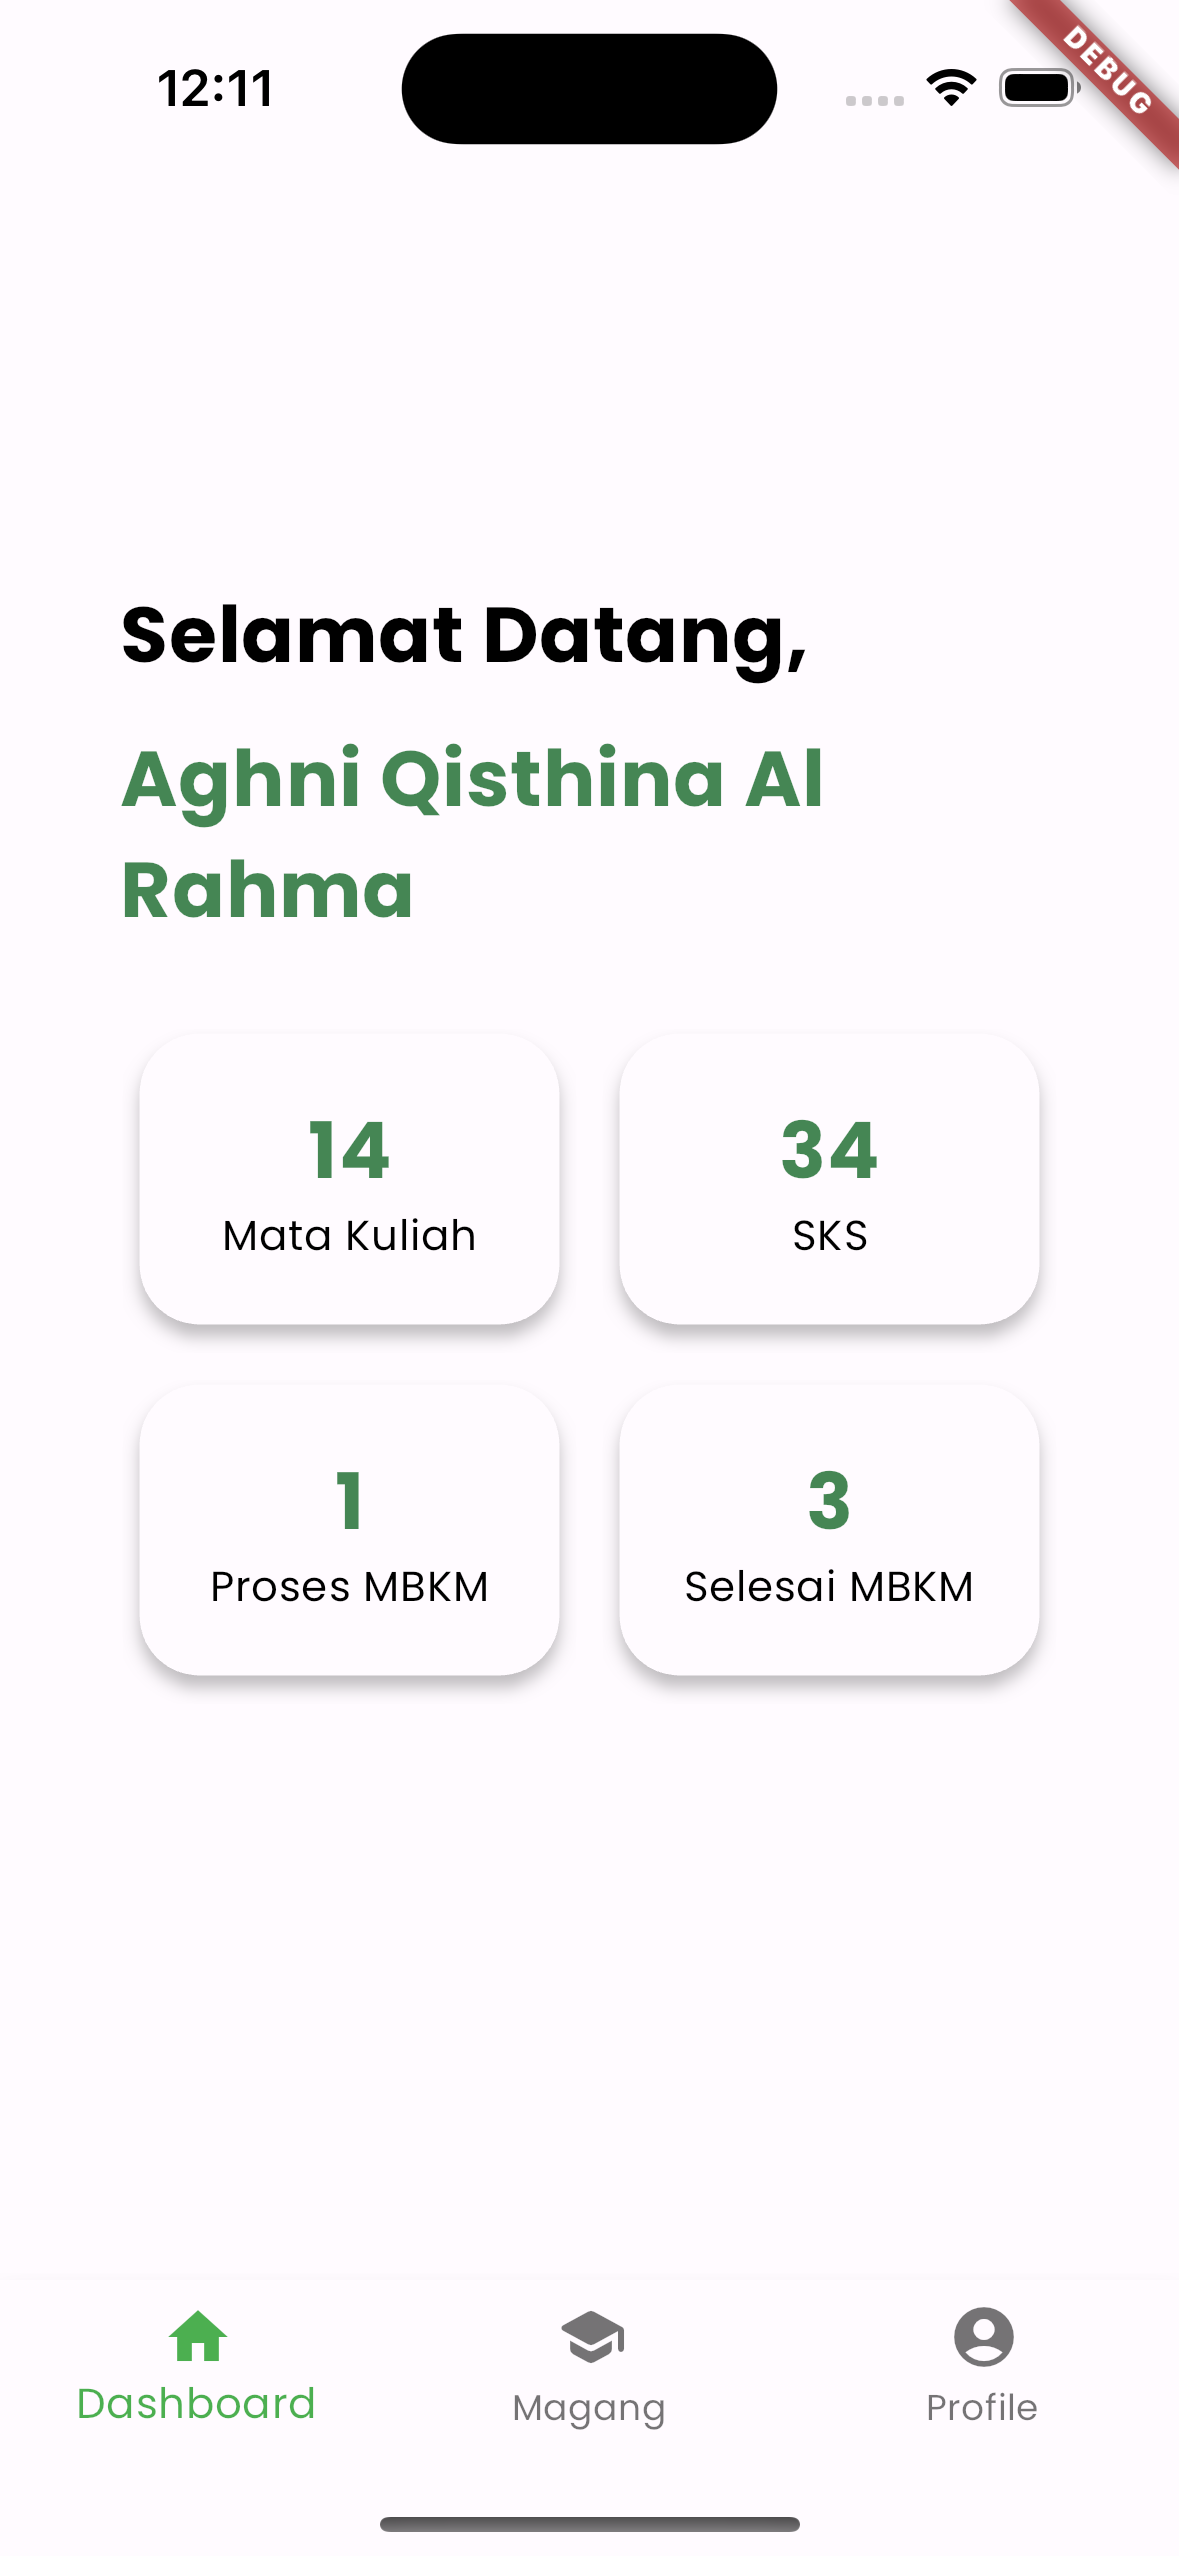 12:11
DEBUG
Selamat Datang,
Aghni Qisthina Al
Rahma
14
Mata Kuliah
34
SKS
1
Proses MBKM
3
Selesai MBKM
Dashboard
Magang
Profile